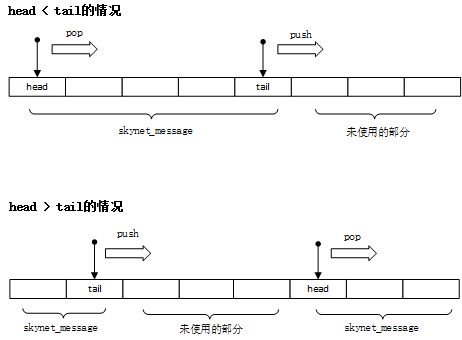 head < tail的情况
pop
push
head
tail
skynet_message
未使用的部分
head > tail的情况
push
pop
tail
head
skynet_message
未使用的部分
skynet_message